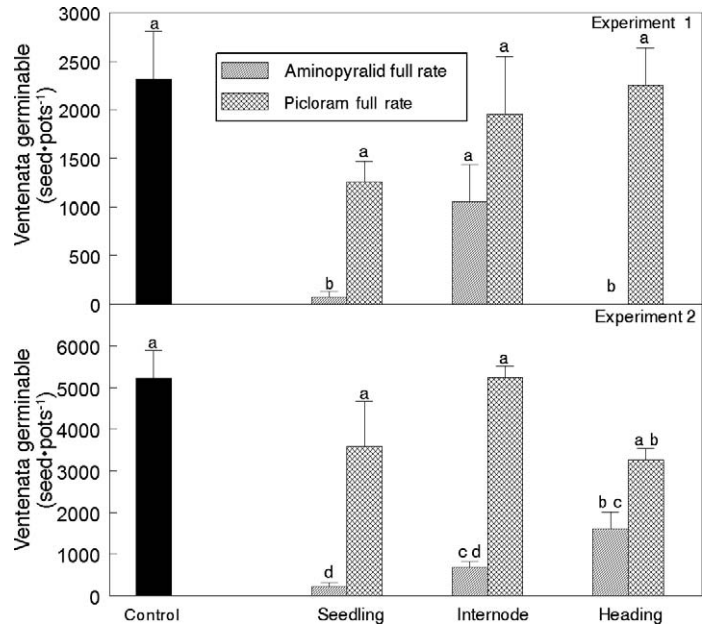 Experiment 1
3000
2500
2000
1500
1000
500
0
Ventenata germinable
(seed•pots⁻¹)
Aminopyralid full rate
Picloram full rate
a
b
a
a
a
b
a
Experiment 2
6000
5000
4000
3000
2000
1000
0
Ventenata germinable
(seed•pots⁻¹)
a
d
a
c d
a
b c
a b
Control
Seedling
Internode
Heading